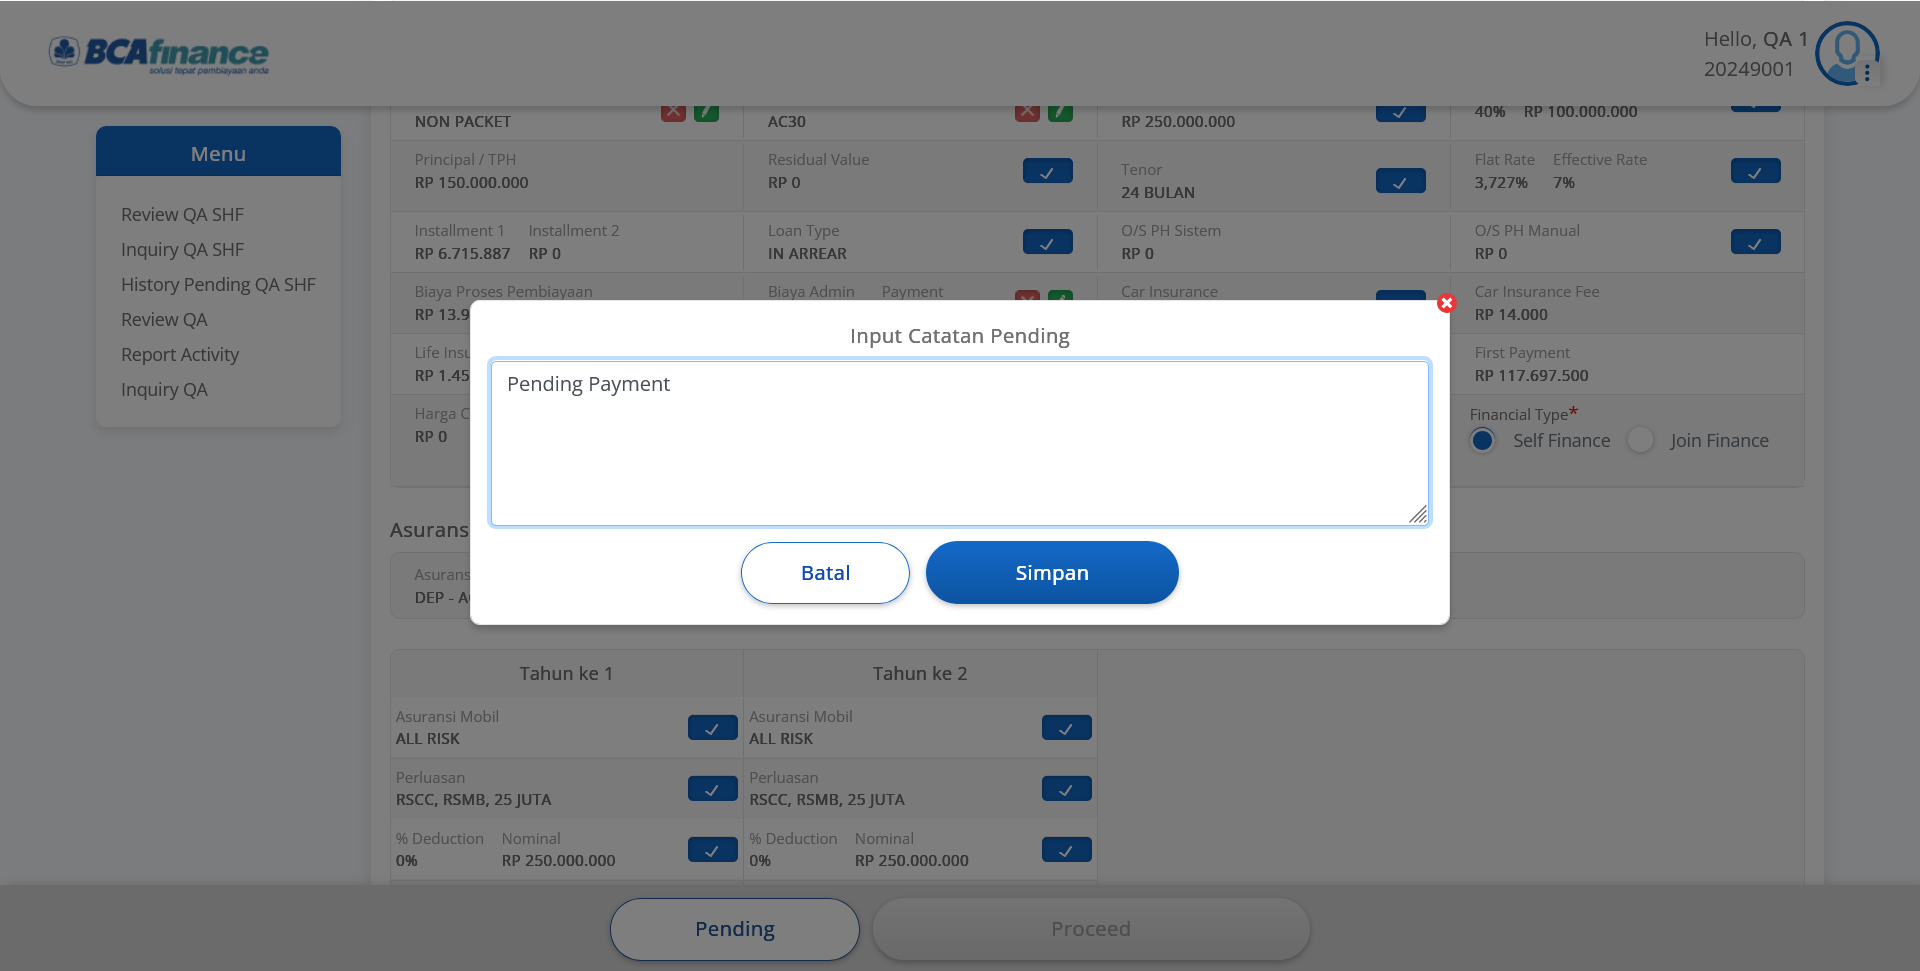 BCAfinance
solusi tepat pembiayaan anda
Hello, QA 1
20249001
Menu
Review QA SHF
Inquiry QA SHF
History Pending QA SHF
Review QA
Report Activity
Inquiry QA
NON PACKET
AC30
RP 250.000.000
40% RP 100.000.000
Principal / TPH
RP 150.000.000
Residual Value
RP 0
Tenor
24 BULAN
Flat Rate Effective Rate
3,727% 7%
Installment 1 Installment 2
RP 6.715.887 RP 0
Loan Type
IN ARREAR
O/S PH Sistem
RP 0
O/S PH Manual
RP 0
Biaya Proses Pembiayaan
RP 13.9
Biaya Admin Payment
Car Insurance
Car Insurance Fee
RP 14.000
Life Insu
RP 1.45
First Payment
RP 117.697.500
Harga C
RP 0
Financial Type*
Self Finance Join Finance
Input Catatan Pending
Pending Payment
Batal Simpan
Asurans
Asurans
DEP - A
Tahun ke 1 Tahun ke 2
Asuransi Mobil
ALL RISK
Asuransi Mobil
ALL RISK
Perluasan
RSCC, RSMB, 25 JUTA
Perluasan
RSCC, RSMB, 25 JUTA
% Deduction Nominal
0% RP 250.000.000
% Deduction Nominal
0% RP 250.000.000
Pending Proceed